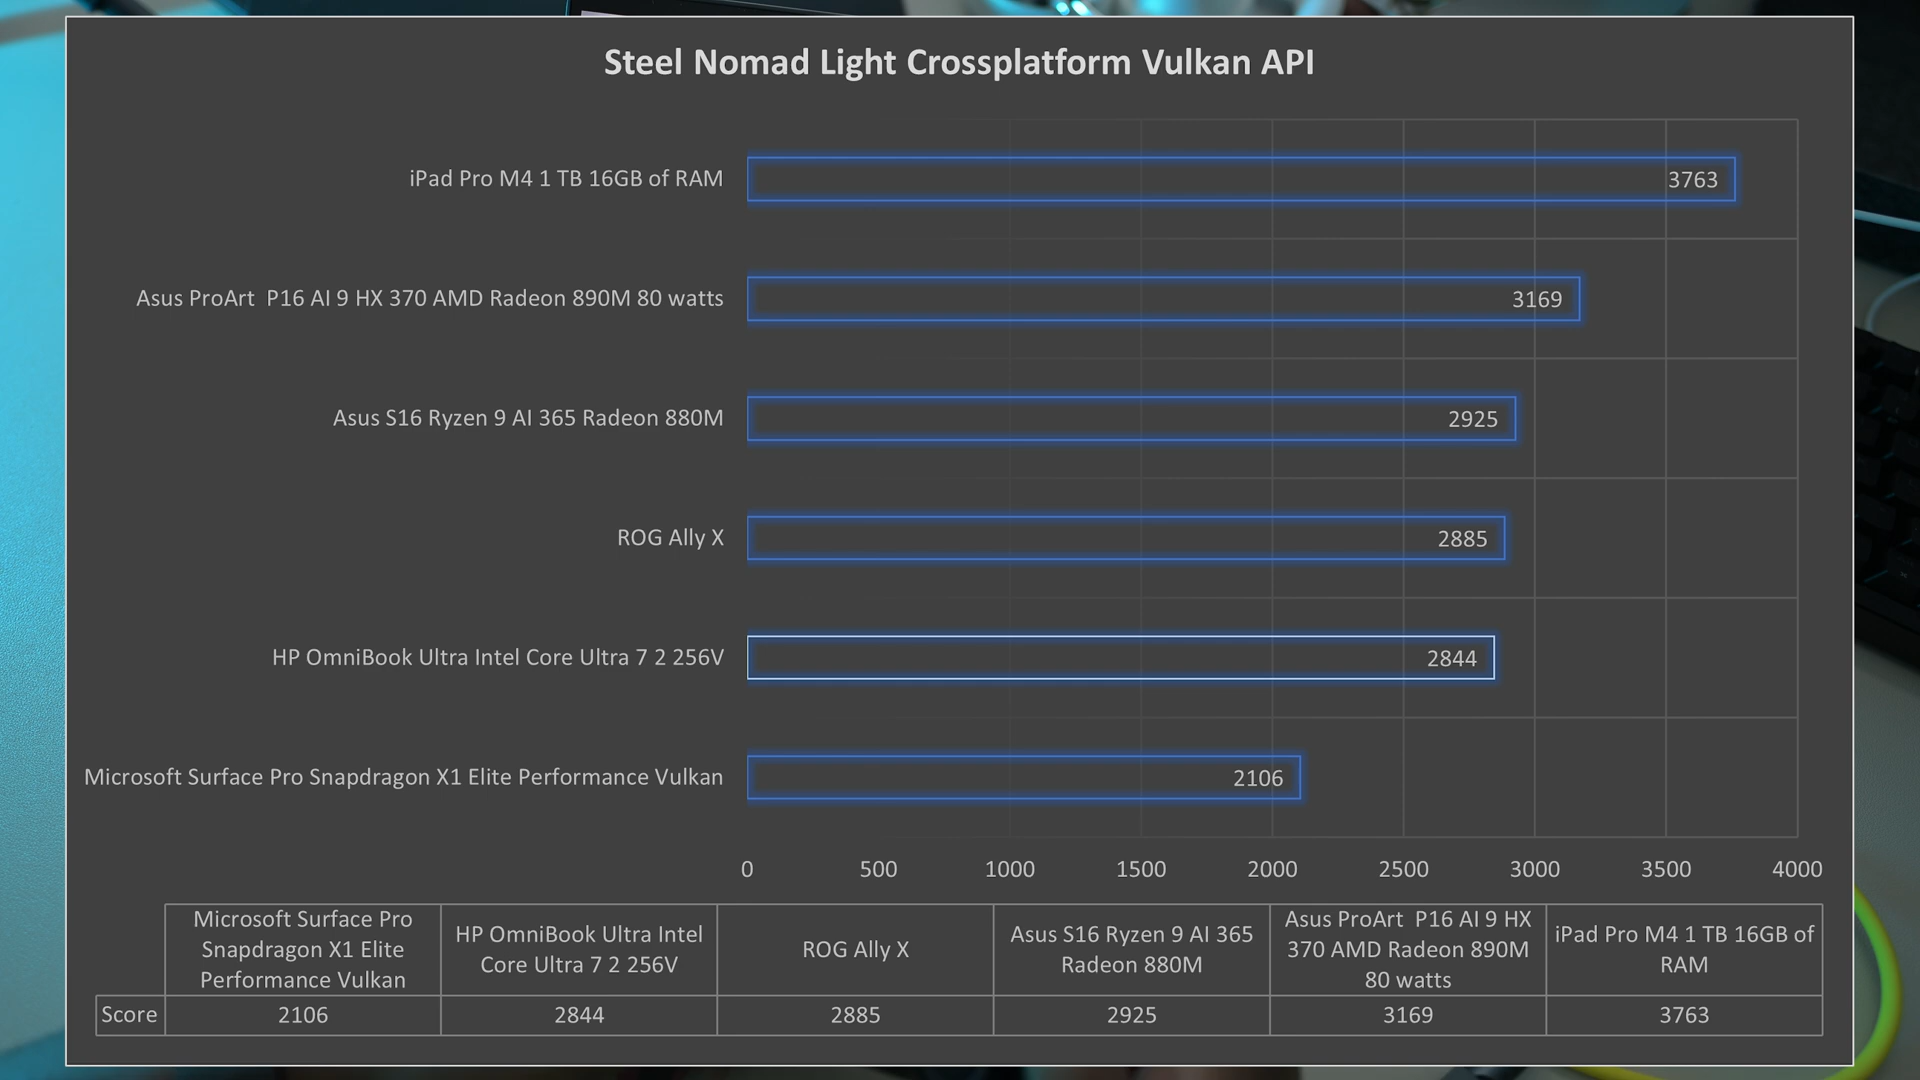 Steel Nomad Light Crossplatform Vulkan API
iPad Pro M4 1 TB 16GB of RAM
3763
Asus ProArt  P16 AI 9 HX 370 AMD Radeon 890M 80 watts
3169
Asus S16 Ryzen 9 AI 365 Radeon 880M
2925
ROG Ally X
2885
HP OmniBook Ultra Intel Core Ultra 7 2 256V
2844
Microsoft Surface Pro Snapdragon X1 Elite Performance Vulkan
2106
0 500 1000 1500 2000 2500 3000 3500 4000
Microsoft Surface Pro
Snapdragon X1 Elite
Performance Vulkan
HP OmniBook Ultra Intel
Core Ultra 7 2 256V
ROG Ally X
Asus S16 Ryzen 9 AI 365
Radeon 880M
Asus ProArt  P16 AI 9 HX
370 AMD Radeon 890M
80 watts
iPad Pro M4 1 TB 16GB of
RAM
Score 2106 2844 2885 2925 3169 3763